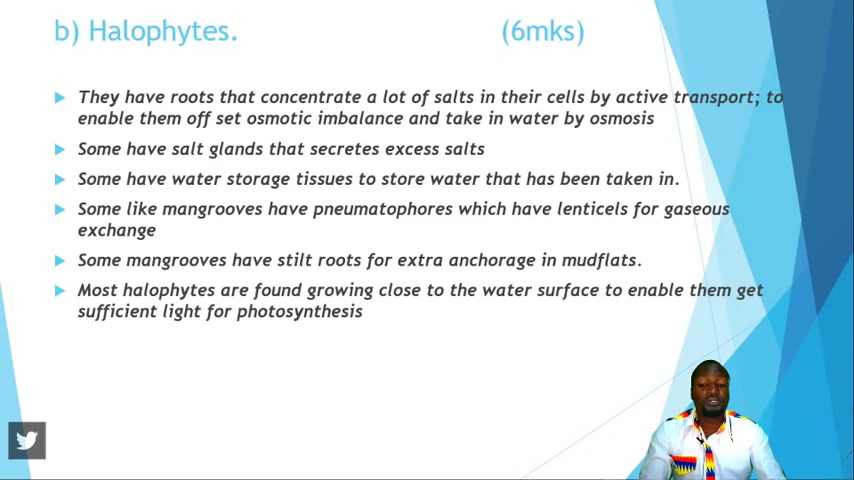 b) Halophytes. (6mks)
They have roots that concentrate a lot of salts in their cells by active transport; to
enable them off set osmotic imbalance and take in water by osmosis
Some have salt glands that secretes excess salts
Some have water storage tissues to store water that has been taken in.
Some like mangrooves have pneumatophores which have lenticels for gaseous
exchange
Some mangrooves have stilt roots for extra anchorage in mudflats.
Most halophytes are found growing close to the water surface to enable them get
sufficient light for photosynthesis